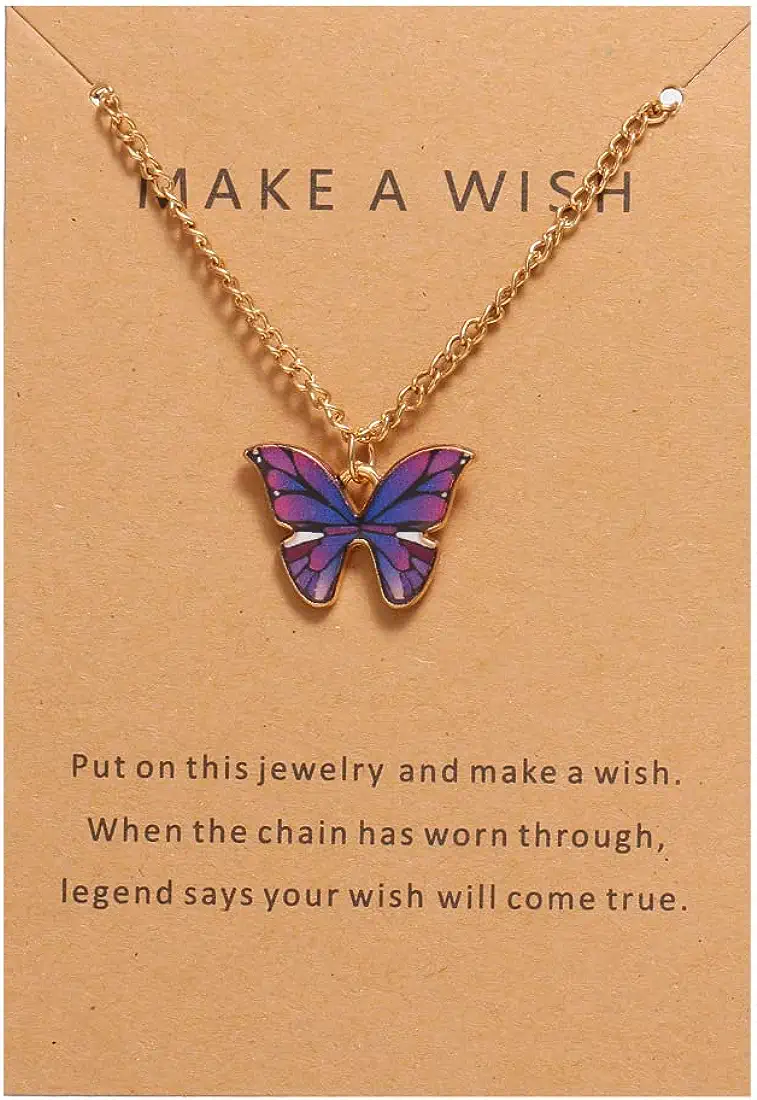 MAKE A WISH
Put on this jewelry and make a wish.
When the chain has worn through,
legend says your wish will come true.